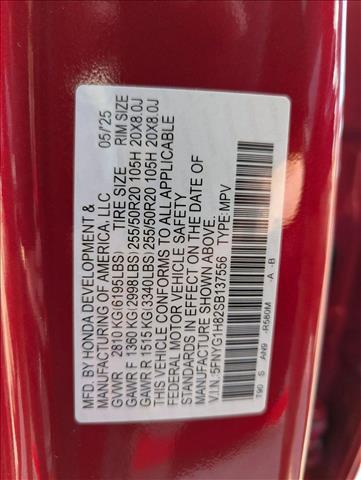 MFD. BY HONDA DEVELOPMENT & 05/'25
MANUFACTURING OF AMERICA, LLC
GVWR 2810 KG(6195LBS) TIRE SIZE RIM SIZE
GAWR F 1360 KG(2998LBS) 255/50R20 105H 20X8.0J
GAWR R 1515 KG(3340LBS) 255/50R20 105H 20X8.0J
THIS VEHICLE CONFORMS TO ALL APPLICABLE
FEDERAL MOTOR VEHICLE SAFETY
STANDARDS IN EFFECT ON THE DATE OF
MANUFACTURE SHOWN ABOVE.
V.I.N.:5FNYG1H82SB137556 TYPE:MPV
T90 S AN9 -R580M -A -B